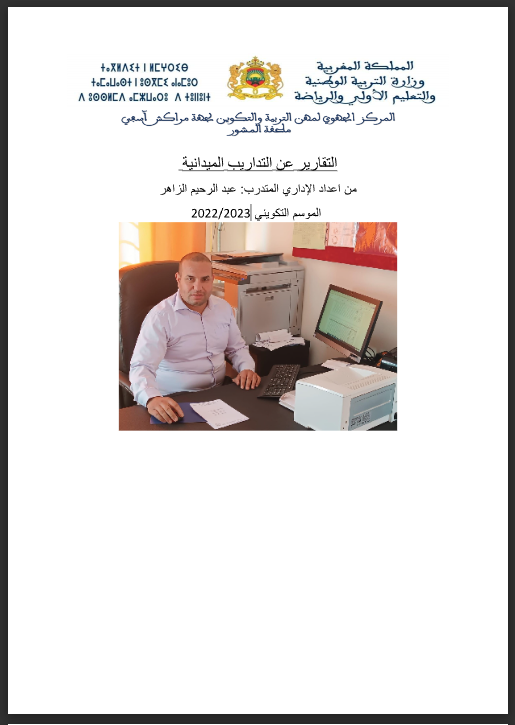 المملكة المغربية
وزارة التربية الوطنية
والتعليم الأولي والرياضة
ⵜⴰⴳⵍⴷⵉⵜ ⵏ ⵍⵎⵖⵔⵉⴱ
ⵜⴰⵎⴰⵡⴰⵙⵜ ⵏ ⵓⵙⴳⵎⵉ ⴰⵏⴰⵎⵓⵔ
ⴷ ⵓⵙⵙⵍⵎⴷ ⴰⵎⵣⵡⴰⵔⵓ ⴷ ⵜⵓⵏⵏⵓⵏⵜ
المركز الجهوي لمهن التربية والتكوين لجهة مراكش آسفي
ملحقة المشور
التقارير عن التداريب الميدانية
من اعداد الإداري المتدرب: عبد الرحيم الزاهر
الموسم التكويني 2022/2023